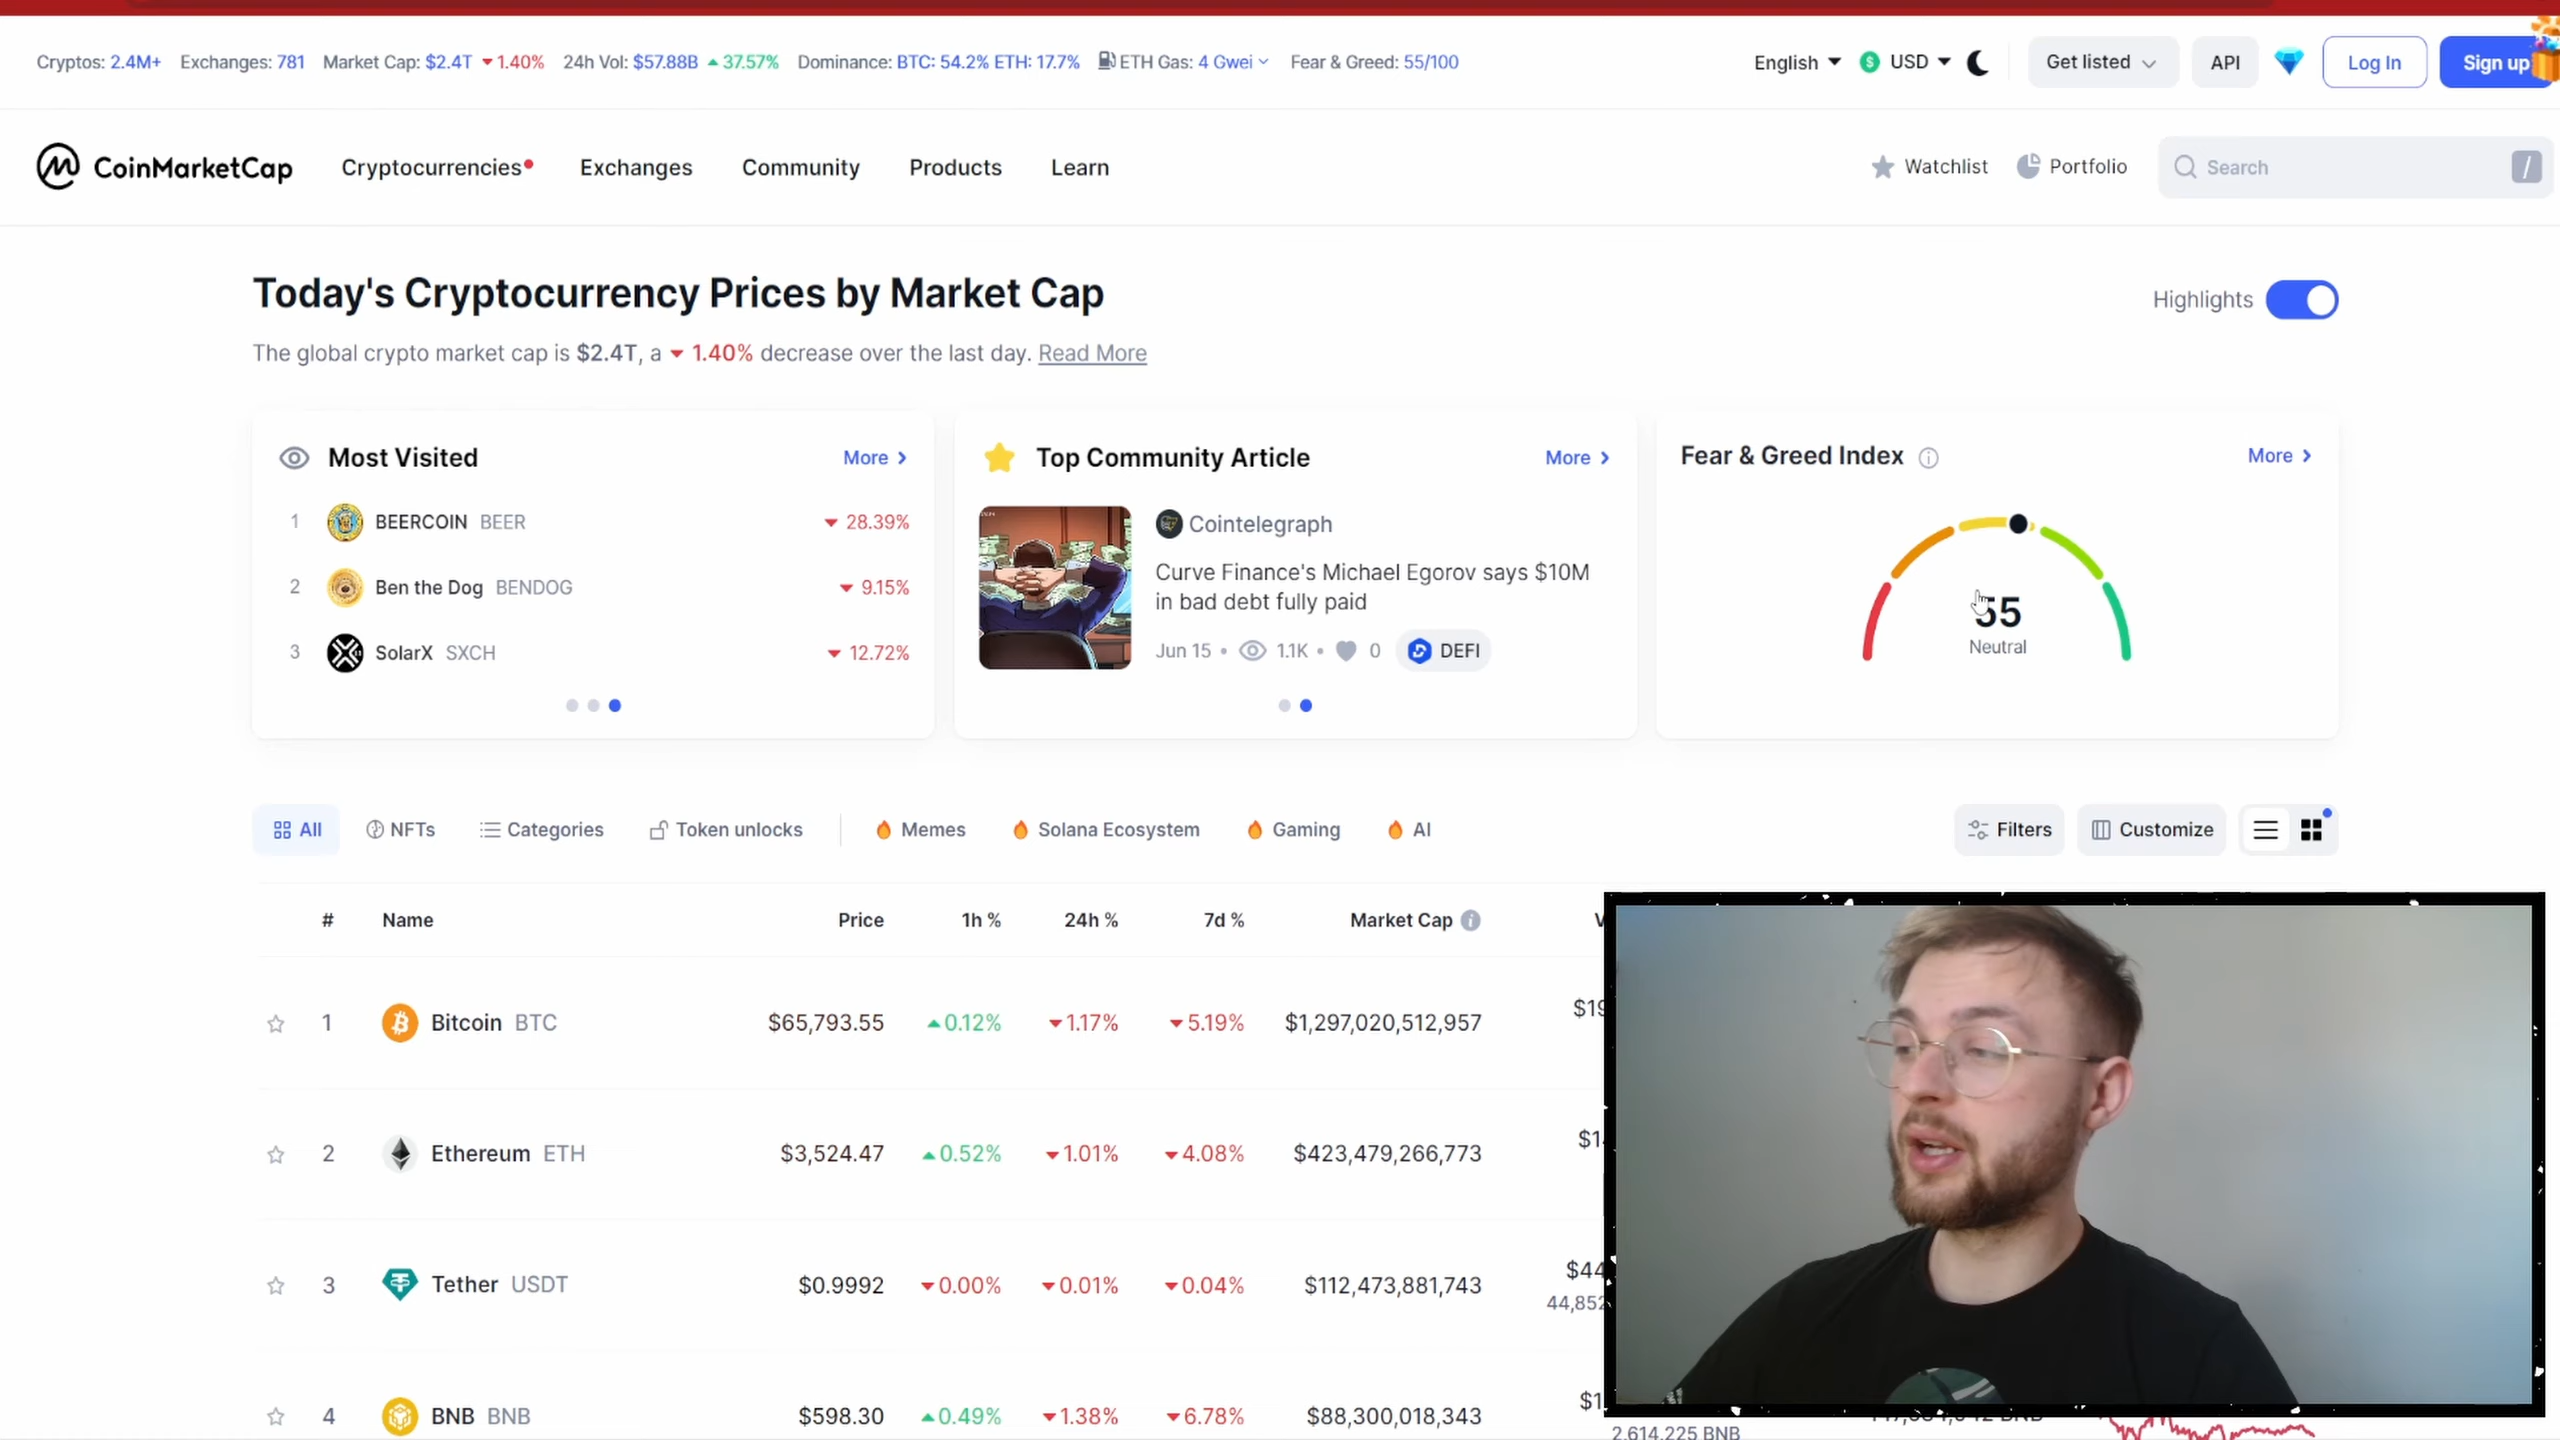 Cryptos: 2.4M+ Exchanges: 781 Market Cap: $2.4T 1.40% 24h Vol: $57.88B 37.57% Dominance: BTC: 54.2% ETH: 17.7% ETH Gas: 4 Gwei Fear & Greed: 55/100 English $ USD Get listed API Log In Sign up
CoinMarketCap Cryptocurrencies Exchanges Community Products Learn Watchlist Portfolio Search /
Today's Cryptocurrency Prices by Market Cap Highlights
The global crypto market cap is $2.4T, a 1.40% decrease over the last day. Read More
Most Visited More
1 BEERCOIN BEER 28.39%
2 Ben the Dog BENDOG 9.15%
3 SolarX SXCH 12.72%
Top Community Article More
Cointelegraph
Curve Finance's Michael Egorov says $10M
in bad debt fully paid
Jun 15 • 1.1K • 0 DEFI
Fear & Greed Index More
55
Neutral
All NFTs Categories Token unlocks Memes Solana Ecosystem Gaming AI Filters Customize
# Name Price 1h % 24h % 7d % Market Cap
1 Bitcoin BTC $65,793.55 0.12% 1.17% 5.19% $1,297,020,512,957 $19
2 Ethereum ETH $3,524.47 0.52% 1.01% 4.08% $423,479,266,773 $1
3 Tether USDT $0.9992 0.00% 0.01% 0.04% $112,473,881,743 $44
44,852
4 BNB BNB $598.30 0.49% 1.38% 6.78% $88,300,018,343 $1
2,614,225 BNB